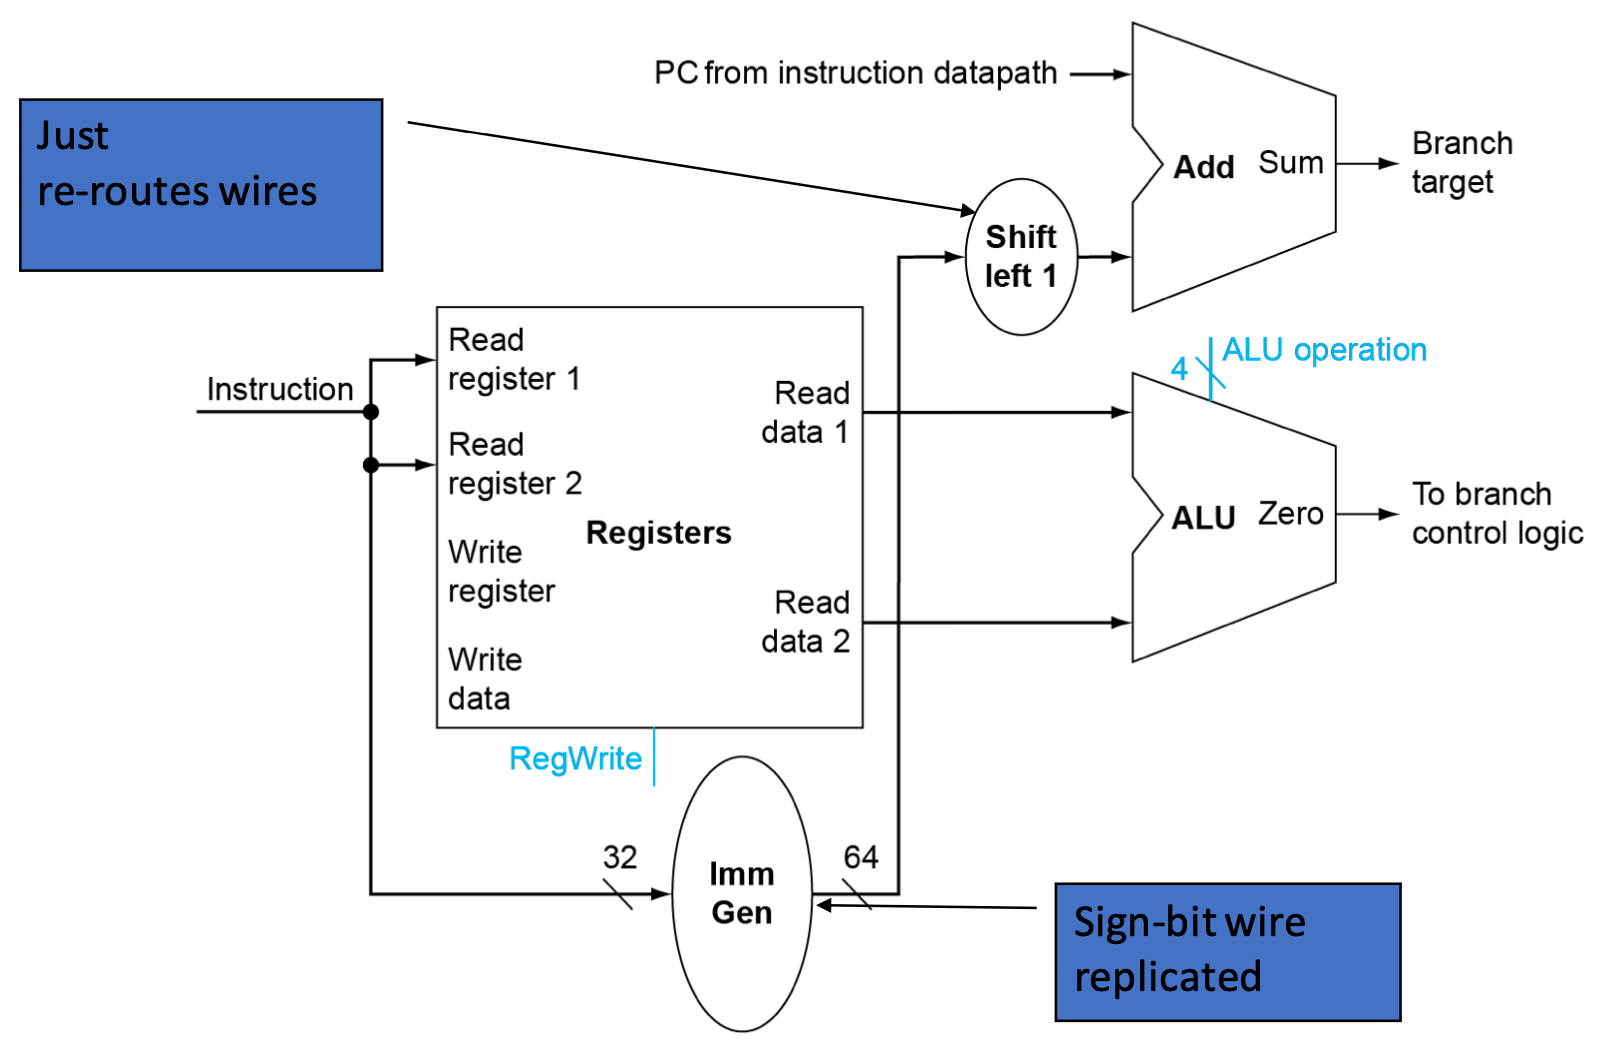 PC from instruction datapath
Just
re-routes wires
Branch
target
Add
Sum
Shift
left 1
Read
register 1
Instruction
Read
data 1
4
ALU operation
Read
register 2
Registers
ALU
Zero
To branch
control logic
Write
register
Read
data 2
Write
data
RegWrite
32
Imm
Gen
64
Sign-bit wire
replicated